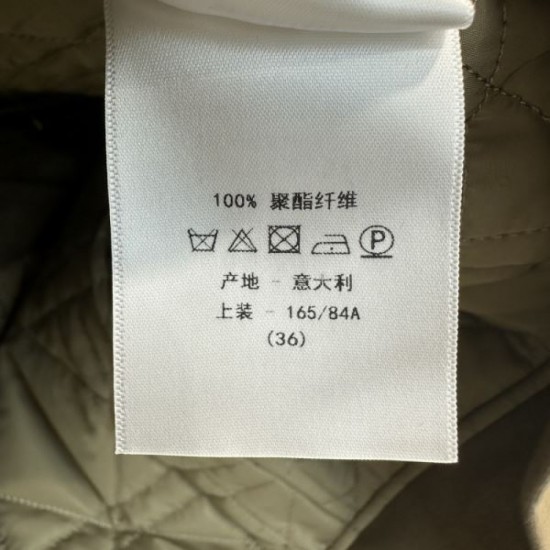 100% 聚酯纤维
P
产地 - 意大利
上装 - 165/84A
(36)